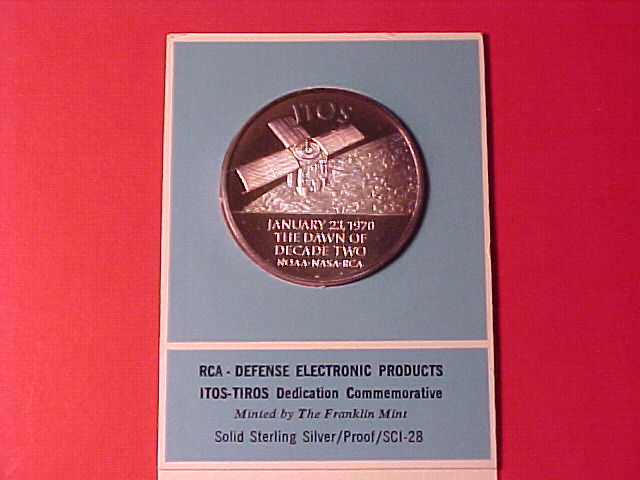 ITOS
JANUARY 23, 1970
THE DAWN OF
DECADE TWO
NOAA-NASA-RCA
RCA - DEFENSE ELECTRONIC PRODUCTS
ITOS-TIROS Dedication Commemorative
Minted by The Franklin Mint
Solid Sterling Silver/Proof/SCI-28